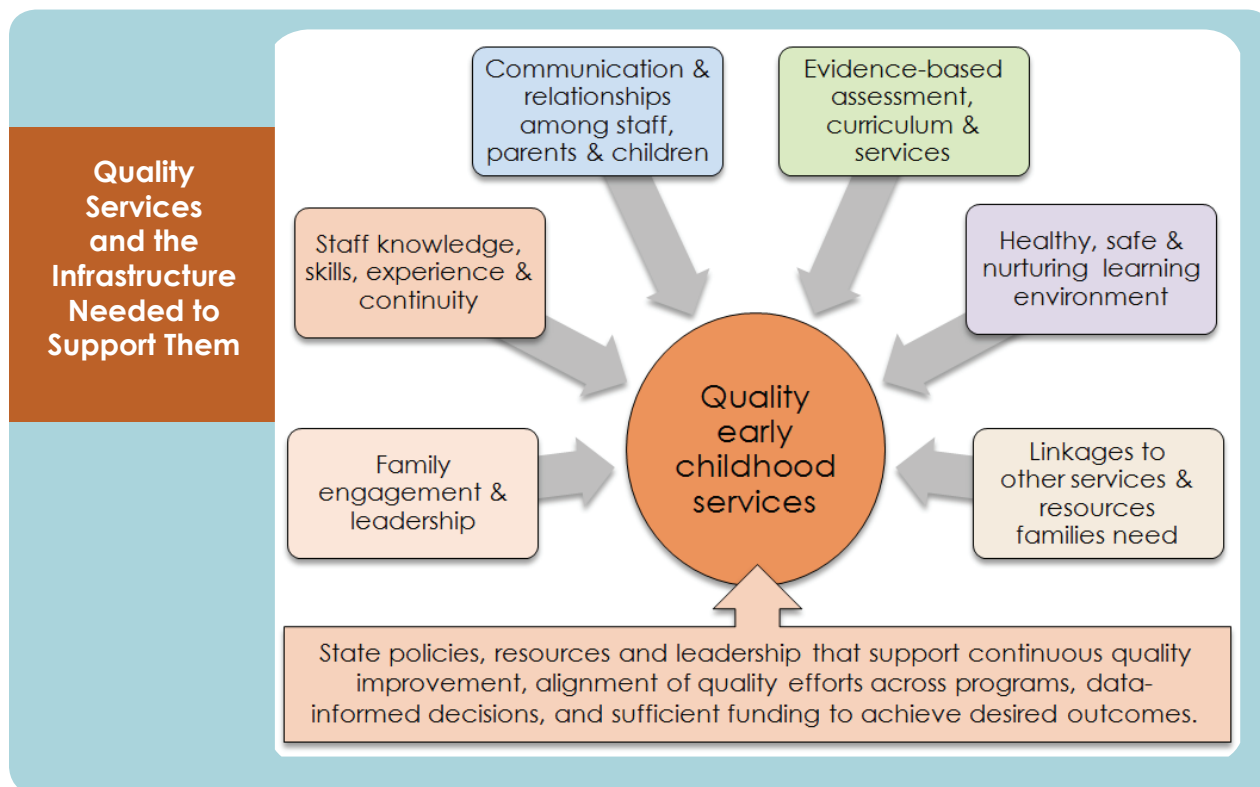 Quality
Services
and the
Infrastructure
Needed to
Support Them
Communication &
relationships
among staff,
parents & children
Evidence-based
assessment,
curriculum &
services
Staff knowledge,
skills, experience &
continuity
Healthy, safe &
nurturing learning
environment
Quality
early
childhood
services
Family
engagement &
leadership
Linkages to
other services &
resources
families need
State policies, resources and leadership that support continuous quality
improvement, alignment of quality efforts across programs, data-
informed decisions, and sufficient funding to achieve desired outcomes.